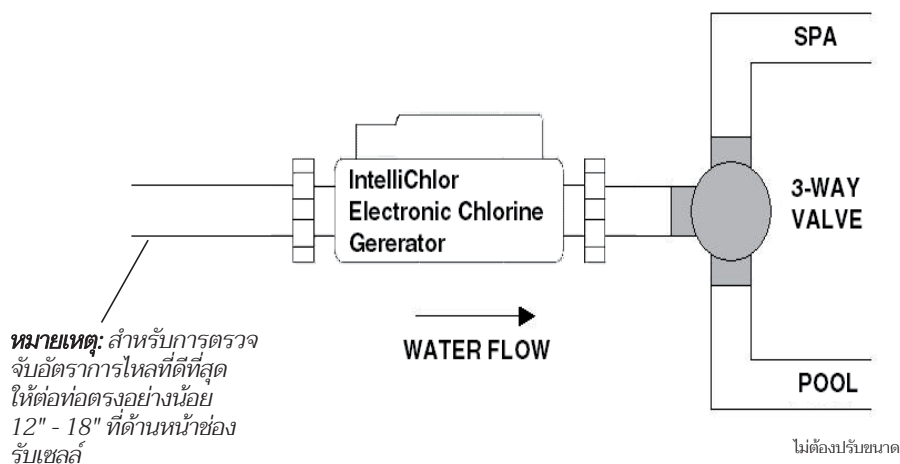 SPA
IntelliChlor
Electronic Chlorine
Gererator
3-WAY
VALVE
WATER FLOW
POOL
หมายเหตุ: สำหรับการตรวจ
จับอัตราการไหลที่ดีที่สุด
ให้ต่อท่อตรงอย่างน้อย
12" - 18" ที่ด้านหน้าช่อง
รับเซลล์
ไม่ต้องปรับขนาด